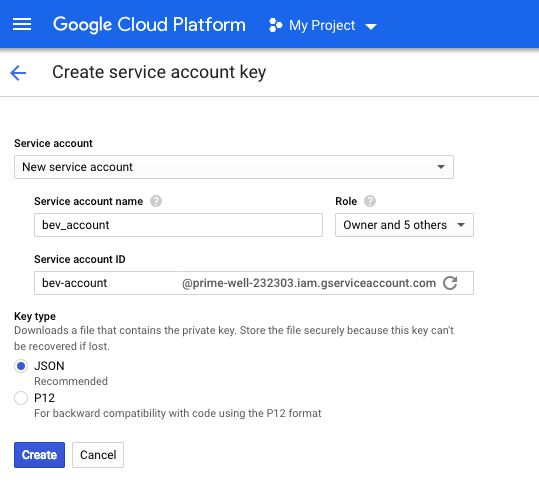 Google Cloud Platform My Project
Create service account key
Service account
New service account
Service account name ? Role ?
bev_account Owner and 5 others
Service account ID
bev-account @prime-well-232303.iam.gserviceaccount.com
Key type
Downloads a file that contains the private key. Store the file securely because this key can't
be recovered if lost.
JSON
Recommended
P12
For backward compatibility with code using the P12 format
Create Cancel